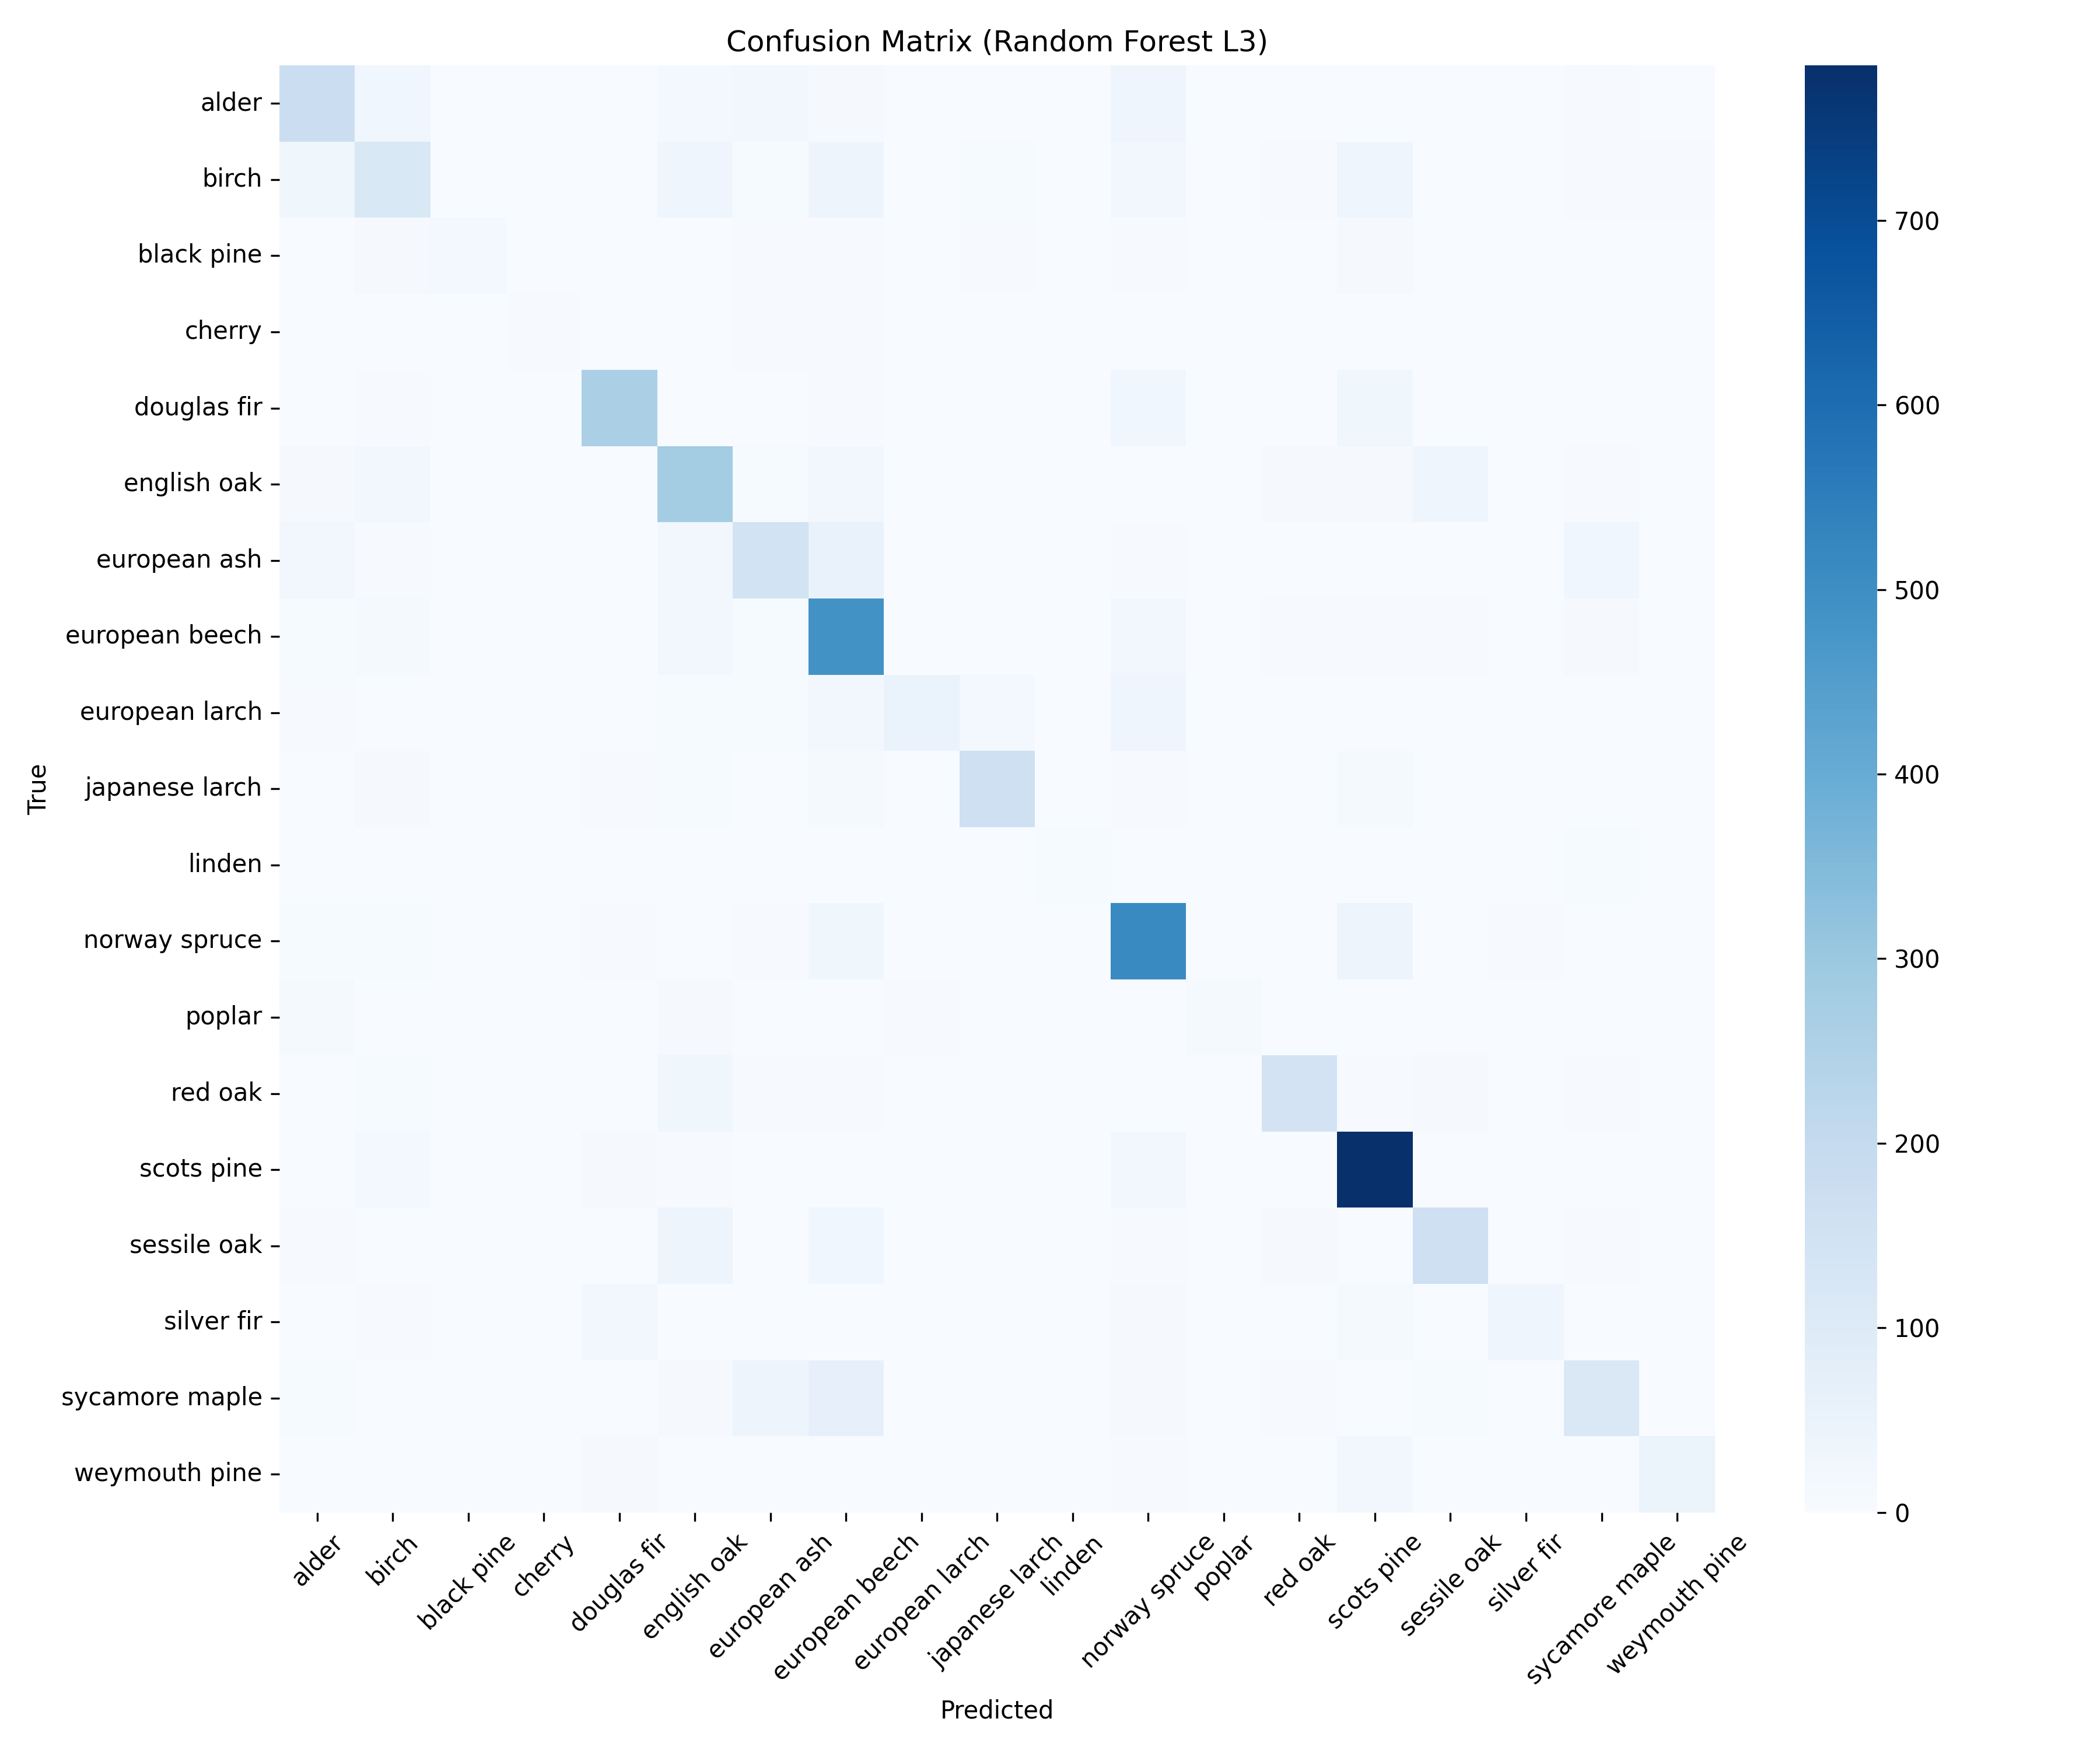 Confusion Matrix (Random Forest L3)
True
alder
birch
black pine
cherry
douglas fir
english oak
european ash
european beech
european larch
japanese larch
linden
norway spruce
poplar
red oak
scots pine
sessile oak
silver fir
sycamore maple
weymouth pine
alder
birch
black pine
cherry
douglas fir
english oak
european ash
european beech
european larch
japanese larch
linden
norway spruce
poplar
red oak
scots pine
sessile oak
silver fir
sycamore maple
weymouth pine
Predicted
700
600
500
400
300
200
100
0